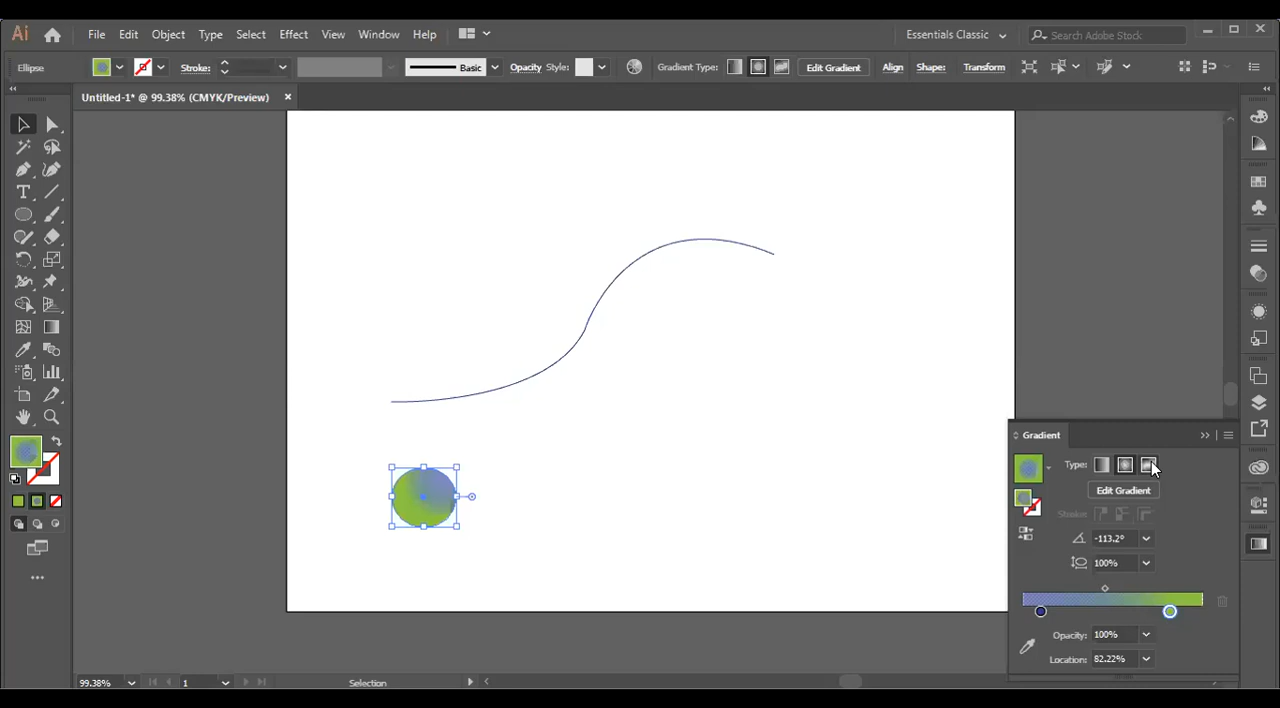 Ai File Edit Object Type Select Effect View Window Help Essentials Classic Search Adobe Stock
Ellipse Stroke: Basic Opacity Style: Gradient Type: Edit Gradient Align Shape: Transform
Untitled-1* @ 99.38% (CMYK/Preview)
Gradient
Type:
Edit Gradient
Stroke:
-113.2°
100%
Opacity: 100%
Location: 82.22%
99.38% 1 Selection